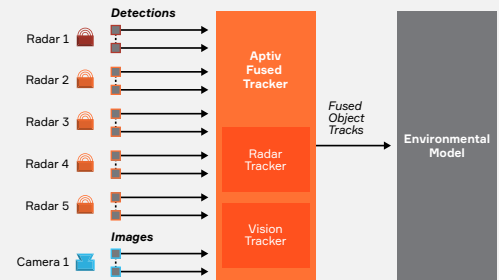 Detections
Radar 1
Radar 2
Radar 3
Radar 4
Radar 5
Images
Camera 1
Aptiv
Fused
Tracker
Radar
Tracker
Vision
Tracker
Fused
Object
Tracks
Environmental
Model